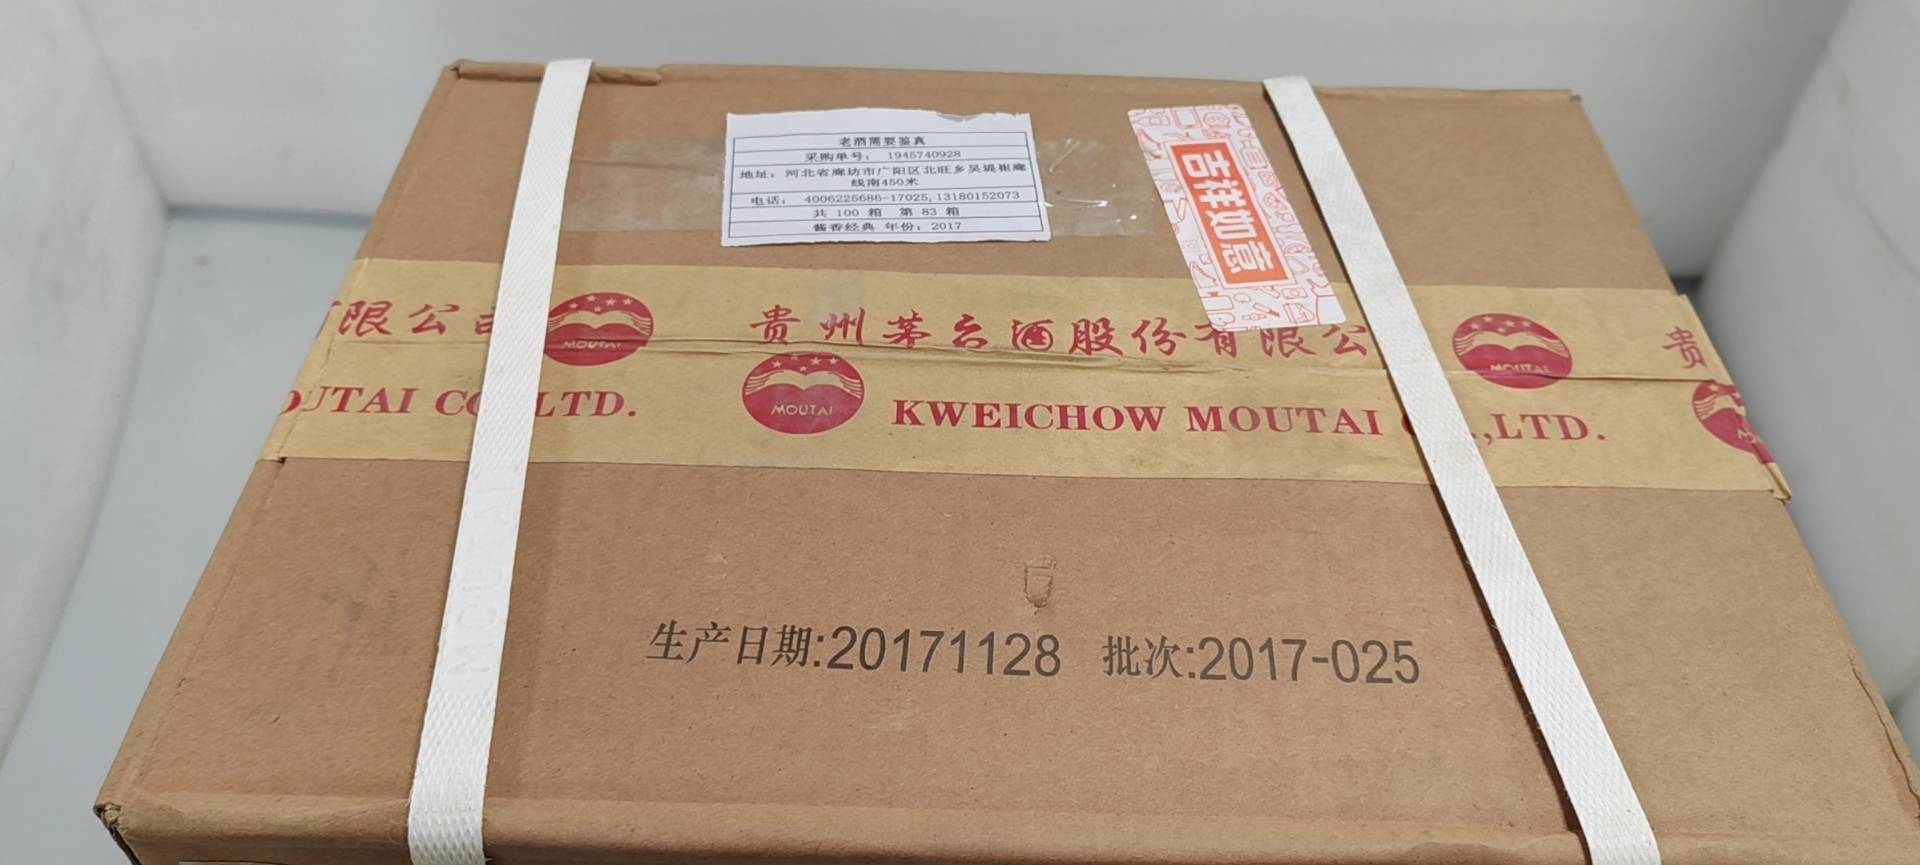 老酒需要鉴真
采购单号： 1945740928
地址： 河北省廊坊市广阳区北旺乡吴堤崔廊
线南450米
电话： 4006225686-17025,13180152073
共 100 箱 第 83 箱
酱香经典 年份：2017
吉祥如意
有限公司 MOUTAI 贵州茅台酒股份有限公 MOUTAI 贵
OUTAI CO LTD. MOUTAI KWEICHOW MOUTAI C .,LTD.
MOUTAI
生产日期:20171128 批次:2017-025